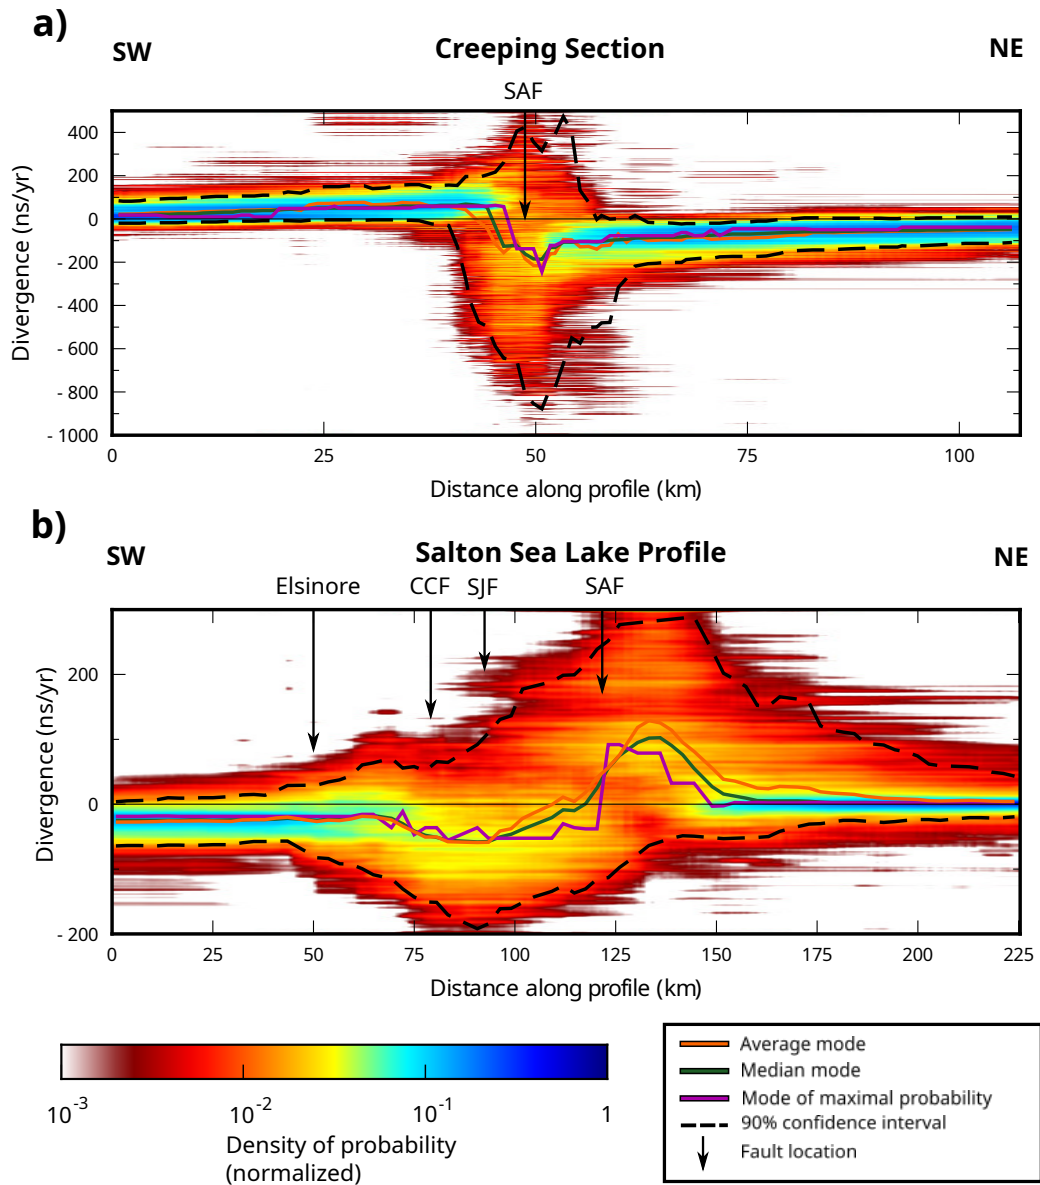 a)
SW
Creeping Section
NE
SAF
400
200
0
- 200
- 400
- 600
- 800
- 1000
Divergence (ns/yr)
0
25
50
75
100
Distance along profile (km)
b)
SW
Salton Sea Lake Profile
NE
Elsinore
CCF
SJF
SAF
200
0
- 200
Divergence (ns/yr)
0
25
50
75
100
125
150
175
200
225
Distance along profile (km)
10-3
10-2
10-1
1
Density of probability
(normalized)
Average mode
Median mode
Mode of maximal probability
90% confidence interval
Fault location